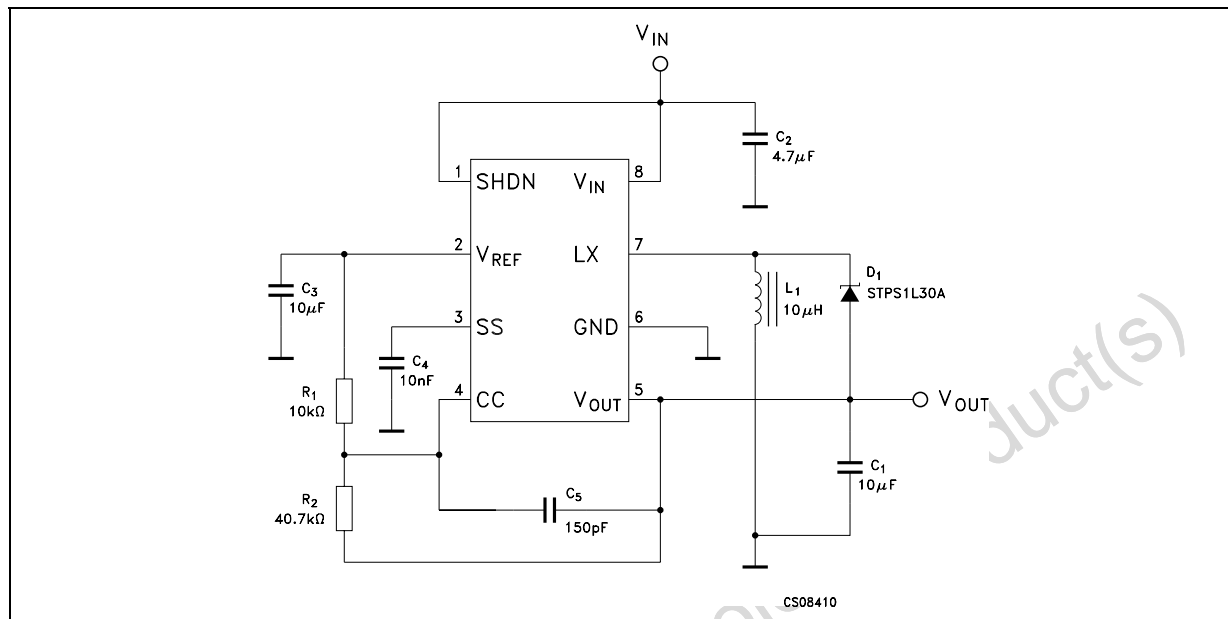 VIN
C2
4.7μF
1
SHDN
VIN
8
2
VREF
LX
7
C3
10μF
L1
10μH
D1
STPS1L30A
3
SS
GND
6
C4
10nF
R1
10kΩ
4
CC
VOUT
5
VOUT
C1
10μF
R2
40.7kΩ
C5
150pF
CS08410
duct(s)